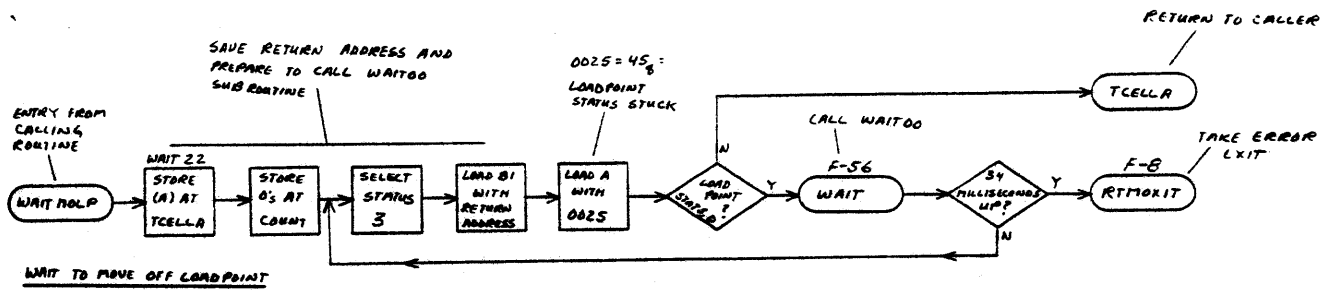 RETURN TO CALLER
SAVE RETURN ADDRESS AND
PREPARE TO CALL WAIT00
SUBROUTINE
0025 = 45₈ =
LOADPOINT
STATUS STUCK
TCELLA
ENTRY FROM
CALLING
ROUTINE
CALL WAIT00
TAKE ERROR
EXIT
WAIT 22
N
F-56
F-8
WAITMOLP
STORE
(A) AT
TCELLA
STORE
0's AT
COUNT
SELECT
STATUS
3
LOAD B1
WITH
RETURN
ADDRESS
LOAD A
WITH
0025
LOAD
POINT
?
Y
WAIT
34
MILLISECONDS
UP?
Y
RTMOXIT
N
WAIT TO MOVE OFF LOADPOINT